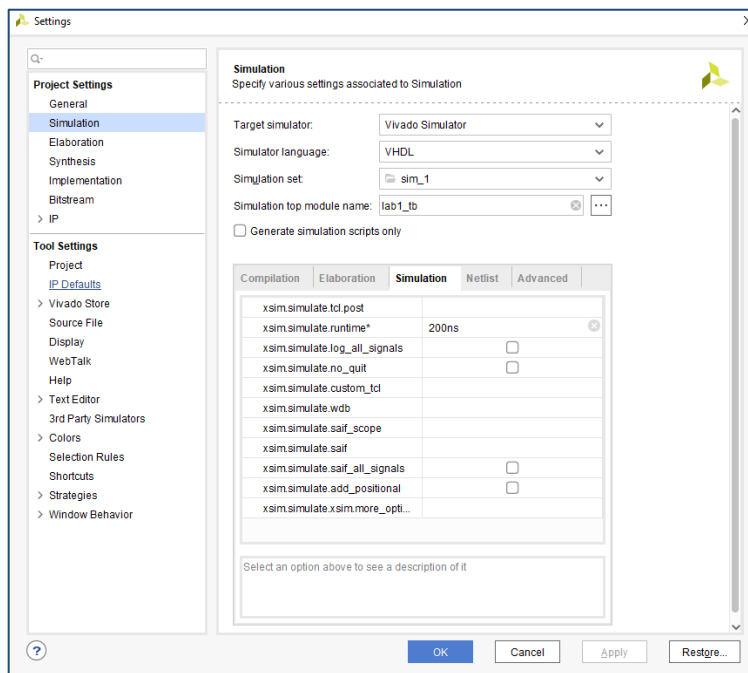 Settings
Q-
Project Settings
General
Simulation
Elaboration
Synthesis
Implementation
Bitstream
> IP
Tool Settings
Project
IP Defaults
> Vivado Store
Source File
Display
WebTalk
Help
> Text Editor
3rd Party Simulators
> Colors
Selection Rules
Shortcuts
> Strategies
> Window Behavior
Simulation
Specify various settings associated to Simulation
Target simulator: Vivado Simulator
Simulator language: VHDL
Simulation set: sim_1
Simulation top module name: lab1_tb ...
Generate simulation scripts only
Compilation Elaboration Simulation Netlist Advanced
xsim.simulate.tcl.post
xsim.simulate.runtime* 200ns
xsim.simulate.log_all_signals
xsim.simulate.no_quit
xsim.simulate.custom_tcl
xsim.simulate.wdb
xsim.simulate.saif_scope
xsim.simulate.saif
xsim.simulate.saif_all_signals
xsim.simulate.add_positional
xsim.simulate.xsim.more_opti...
Select an option above to see a description of it
? OK Cancel Apply Restore...